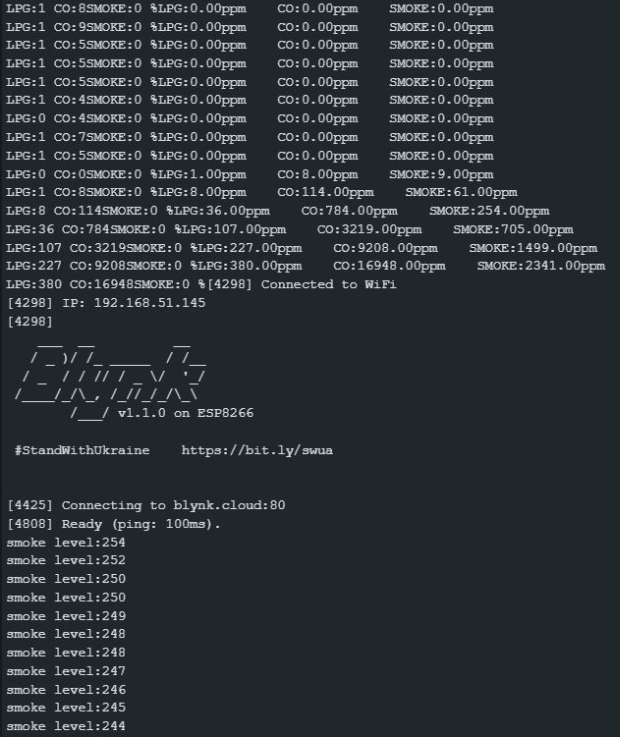 LPG:1 CO:8SMOKE:0 %LPG:0.00ppm    CO:0.00ppm    SMOKE:0.00ppm
LPG:1 CO:9SMOKE:0 %LPG:0.00ppm    CO:0.00ppm    SMOKE:0.00ppm
LPG:1 CO:5SMOKE:0 %LPG:0.00ppm    CO:0.00ppm    SMOKE:0.00ppm
LPG:1 CO:5SMOKE:0 %LPG:0.00ppm    CO:0.00ppm    SMOKE:0.00ppm
LPG:1 CO:5SMOKE:0 %LPG:0.00ppm    CO:0.00ppm    SMOKE:0.00ppm
LPG:1 CO:4SMOKE:0 %LPG:0.00ppm    CO:0.00ppm    SMOKE:0.00ppm
LPG:0 CO:4SMOKE:0 %LPG:0.00ppm    CO:0.00ppm    SMOKE:0.00ppm
LPG:1 CO:7SMOKE:0 %LPG:0.00ppm    CO:0.00ppm    SMOKE:0.00ppm
LPG:1 CO:5SMOKE:0 %LPG:0.00ppm    CO:0.00ppm    SMOKE:0.00ppm
LPG:0 CO:0SMOKE:0 %LPG:1.00ppm    CO:8.00ppm    SMOKE:9.00ppm
LPG:1 CO:8SMOKE:0 %LPG:8.00ppm    CO:114.00ppm    SMOKE:61.00ppm
LPG:8 CO:114SMOKE:0 %LPG:36.00ppm    CO:784.00ppm    SMOKE:254.00ppm
LPG:36 CO:784SMOKE:0 %LPG:107.00ppm    CO:3219.00ppm    SMOKE:705.00ppm
LPG:107 CO:3219SMOKE:0 %LPG:227.00ppm    CO:9208.00ppm    SMOKE:1499.00ppm
LPG:227 CO:9208SMOKE:0 %LPG:380.00ppm    CO:16948.00ppm    SMOKE:2341.00ppm
LPG:380 CO:16948SMOKE:0 %[4298] Connected to WiFi
[4298] IP: 192.168.51.145
[4298]
    ___  __          __
   / _ )/ /_ _____  / /__
  / _  / / // / _ \/  '_/
 /____/_/\_, /_//_/_/\_\
        /___/ v1.1.0 on ESP8266
#StandWithUkraine    https://bit.ly/swua
[4425] Connecting to blynk.cloud:80
[4808] Ready (ping: 100ms).
smoke level:254
smoke level:252
smoke level:250
smoke level:250
smoke level:249
smoke level:248
smoke level:248
smoke level:247
smoke level:246
smoke level:245
smoke level:244